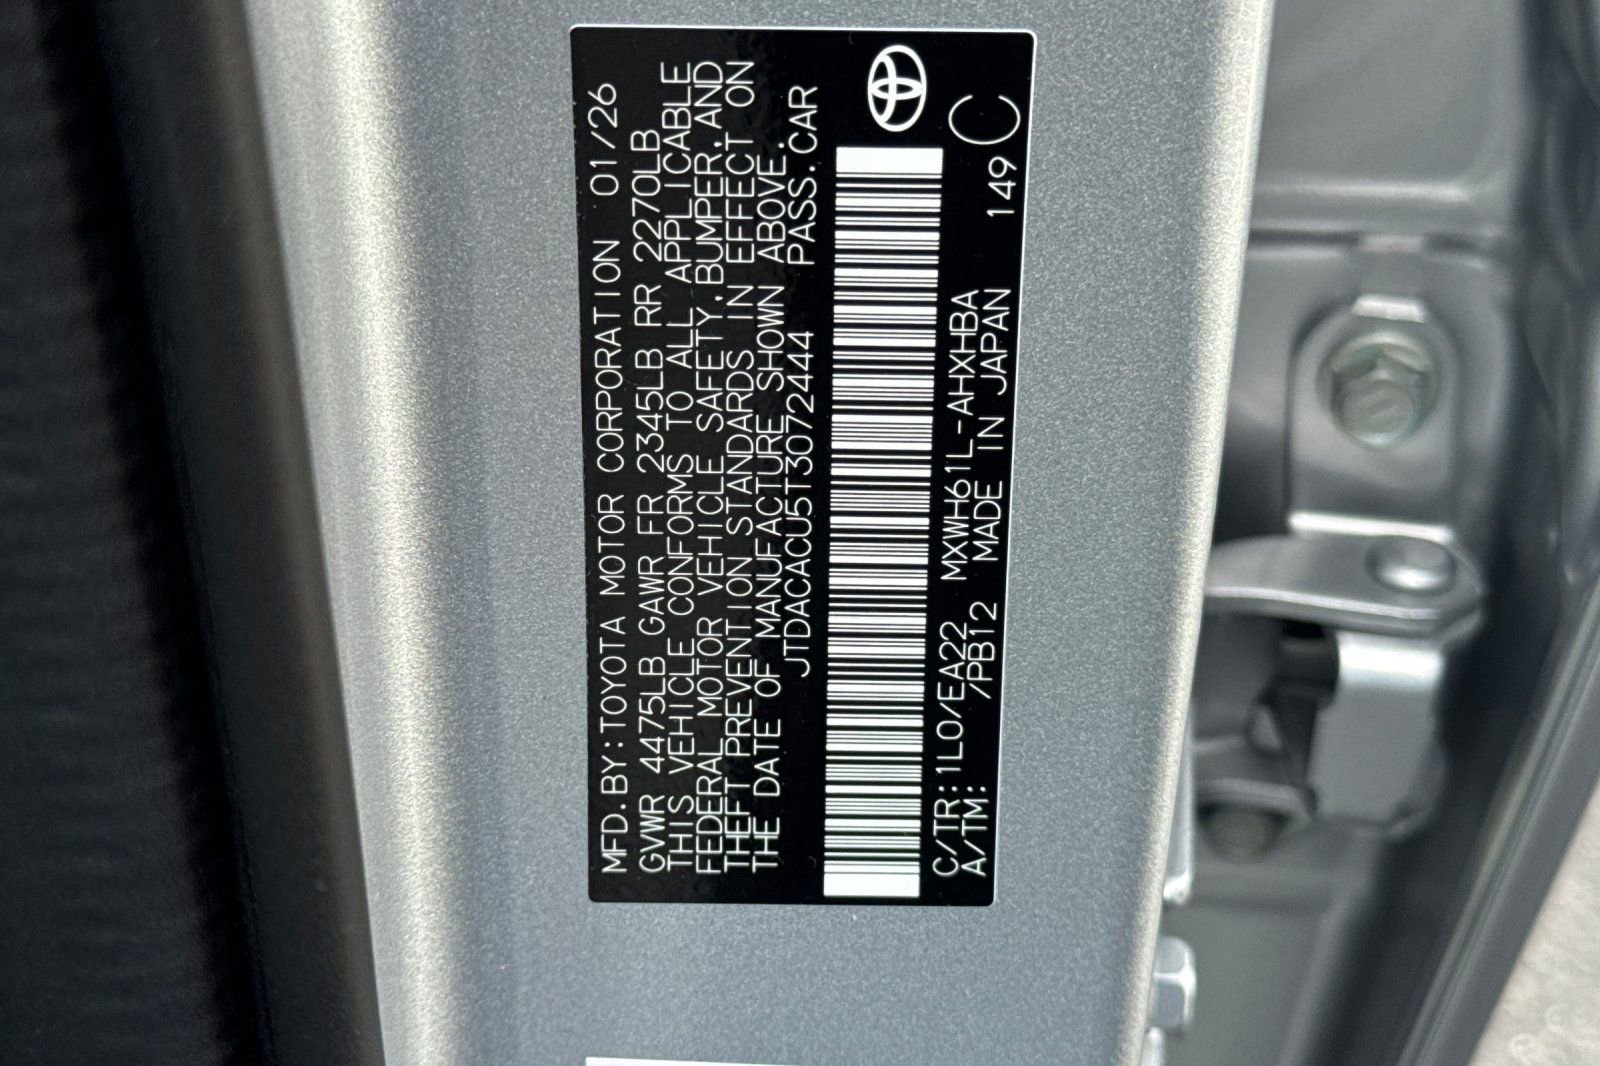 MFD.BY:TOYOTA MOTOR CORPORATION 01/26
GVWR 4475LB GAWR FR 2345LB RR 2270LB
THIS VEHICLE CONFORMS TO ALL APPLICABLE
FEDERAL MOTOR VEHICLE SAFETY,BUMPER,AND
THEFT PREVENTION STANDARDS IN EFFECT ON
THE DATE OF MANUFACTURE SHOWN ABOVE.
JTDACACU5T3072444 PASS.CAR
C/TR:1L0/EA22 MXWH61L-AHXHBA C
A/TM: /PB12 MADE IN JAPAN 149